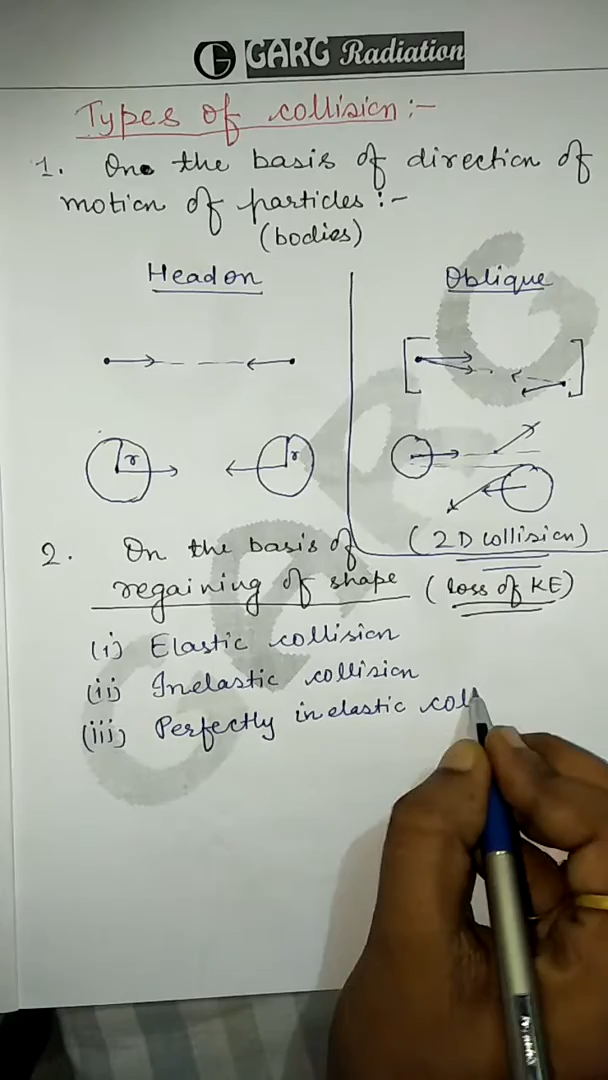 G GARG Radiation
Types of collision :-
1. On the basis of direction of
motion of particles :-
(bodies)
Head on
Oblique
r
r
(2D collision)
2. On the basis of
regaining of shape (loss of KE)
(i) Elastic collision
(ii) Inelastic collision
(iii) Perfectly inelastic coll
GARG